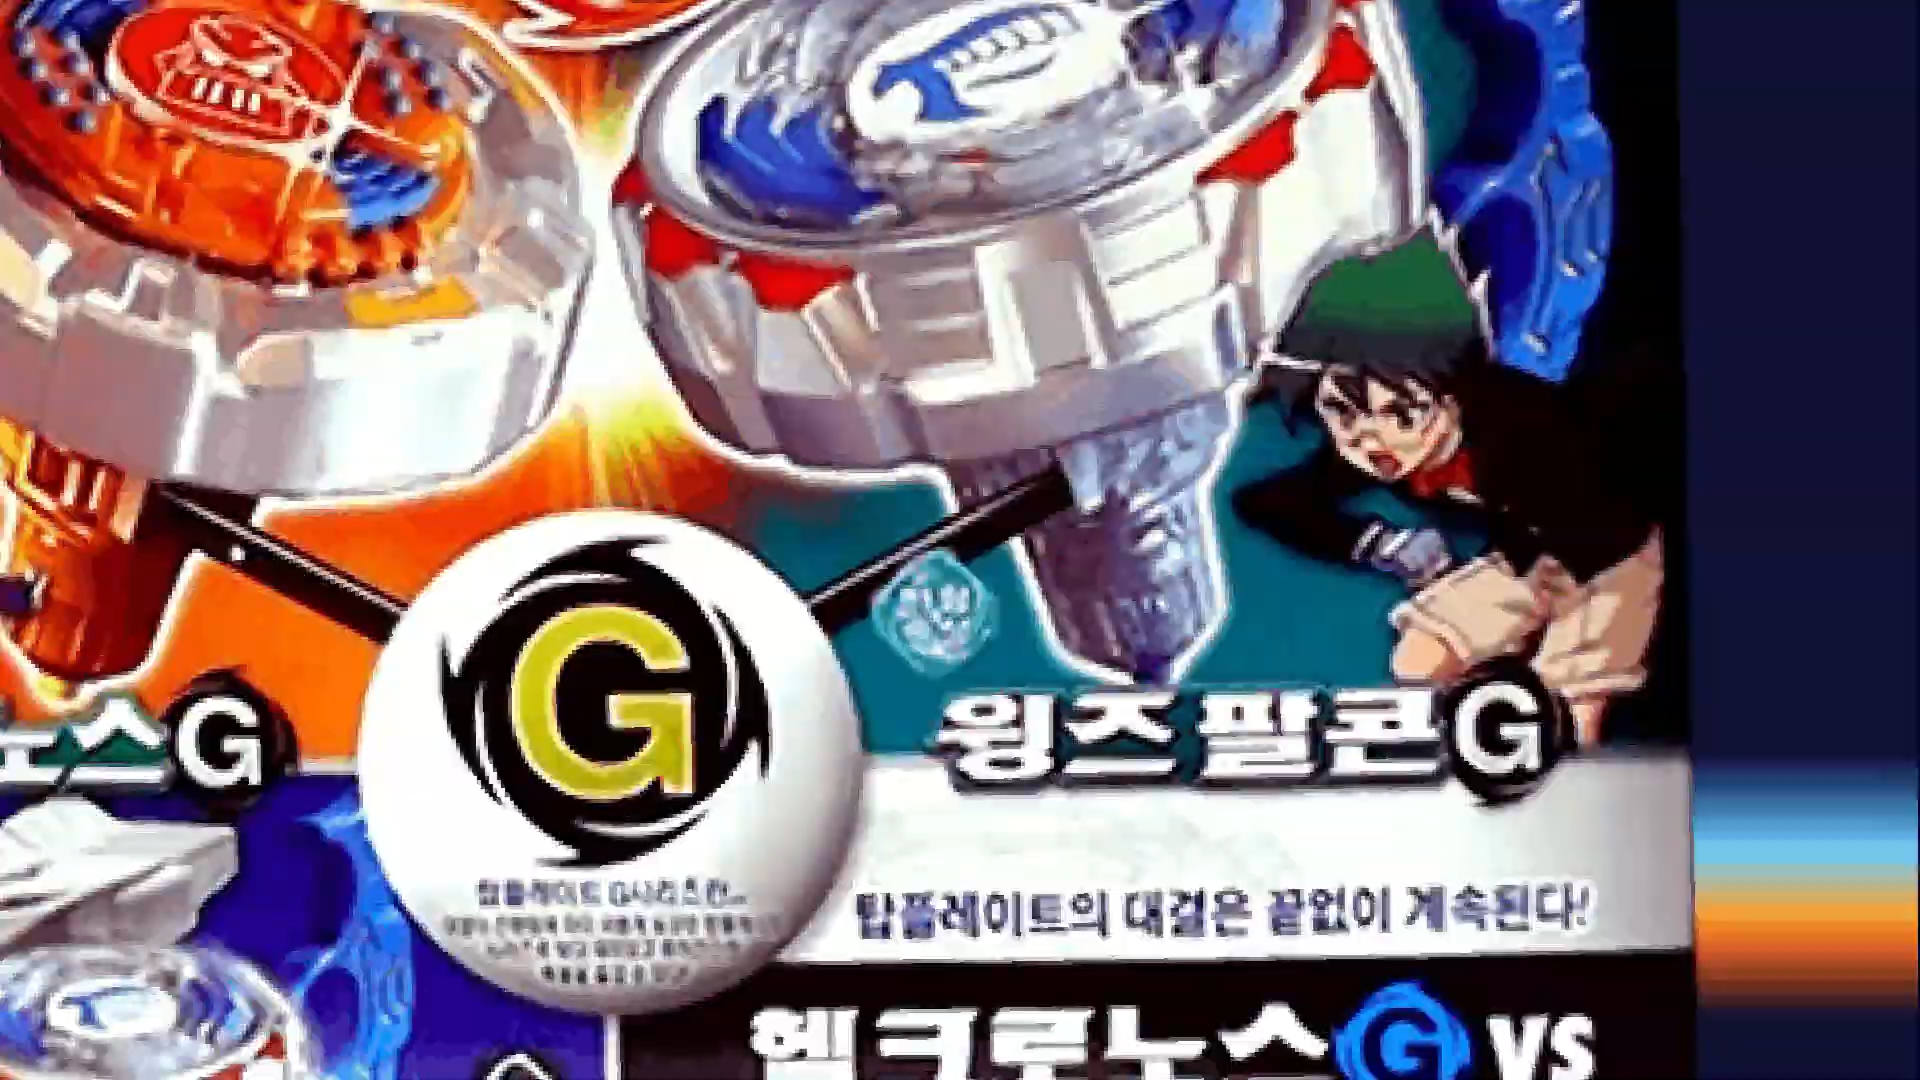 노스G
G
윙즈 팔콘G
탑플레이트 G시리즈란...
탑플레이트의 대결은 끝없이 계속된다!
헬크로노스G vs